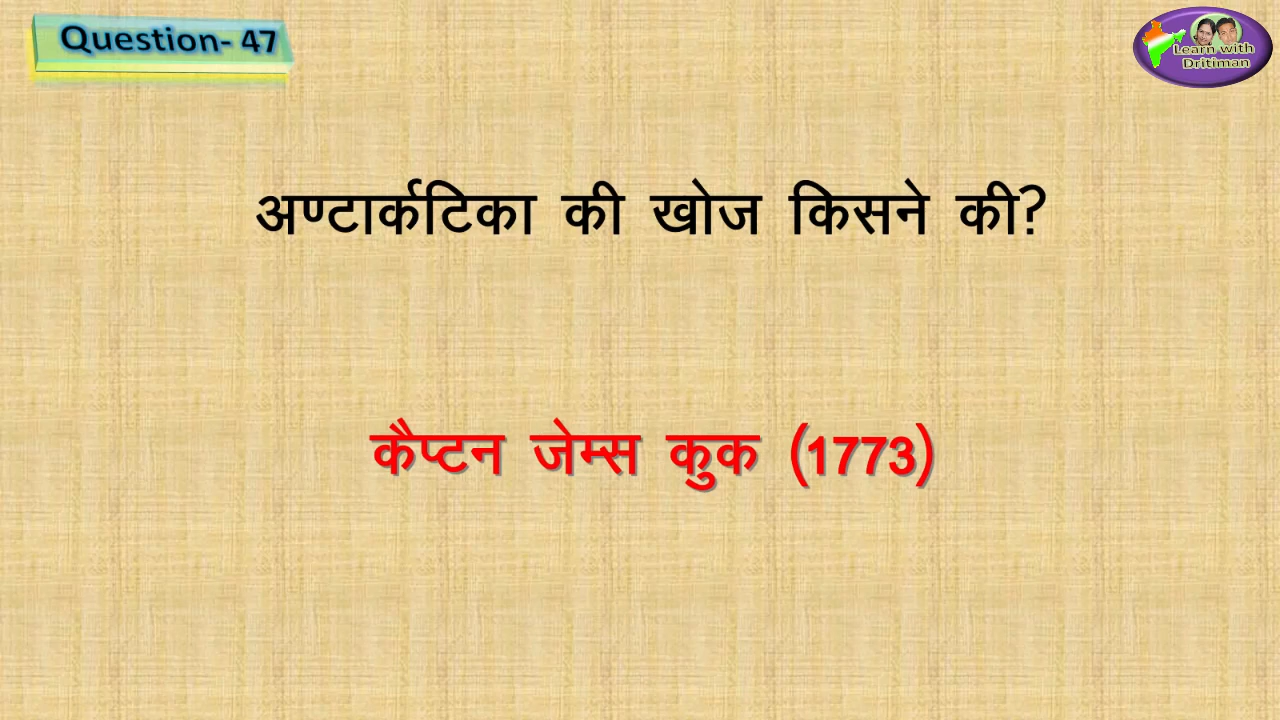 Question- 47
Learn with
Dritiman
अण्टार्कटिका की खोज किसने की?
कैप्टन जेम्स कुक (1773)